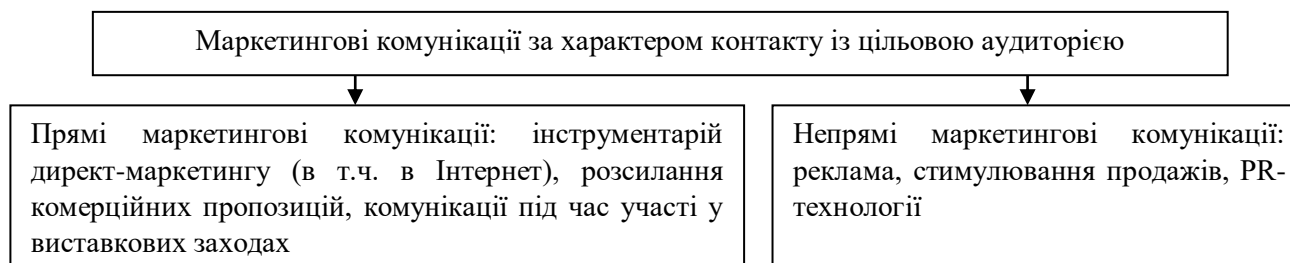 Маркетингові комунікації за характером контакту із цільовою аудиторією
Прямі маркетингові комунікації: інструментарій
директ-маркетингу (в т.ч. в Інтернет), розсилання
комерційних пропозицій, комунікації під час участі у
виставкових заходах
Непрямі маркетингові комунікації:
реклама, стимулювання продажів, PR-
технології